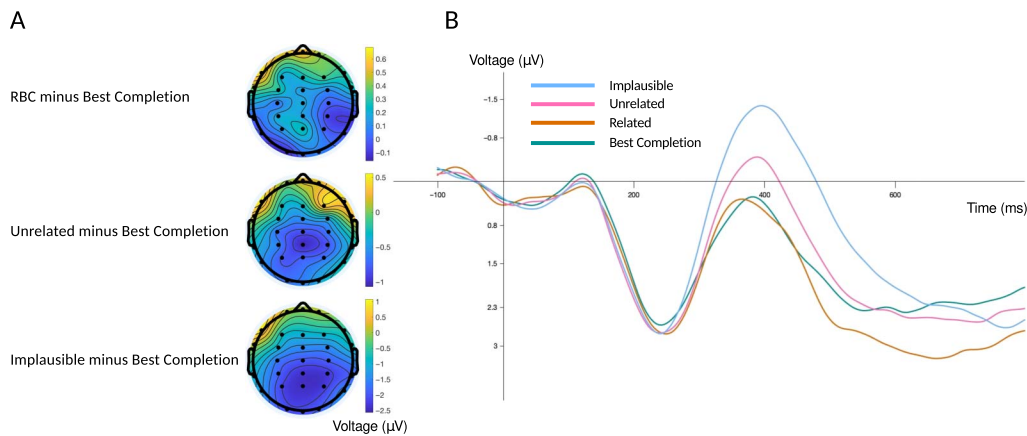 A
B
Voltage (µV)
RBC minus Best Completion
0.6
0.5
0.4
0.3
0.2
0.1
0
-0.1
Unrelated minus Best Completion
0.5
0
-0.5
-1
Implausible minus Best Completion
1
0.5
0
-0.5
-1
-1.5
-2
-2.5
Voltage (µV)
Implausible
Unrelated
Related
Best Completion
-1.5
-0.8
0.8
1.5
2.3
3
-100
200
400
600
Time (ms)